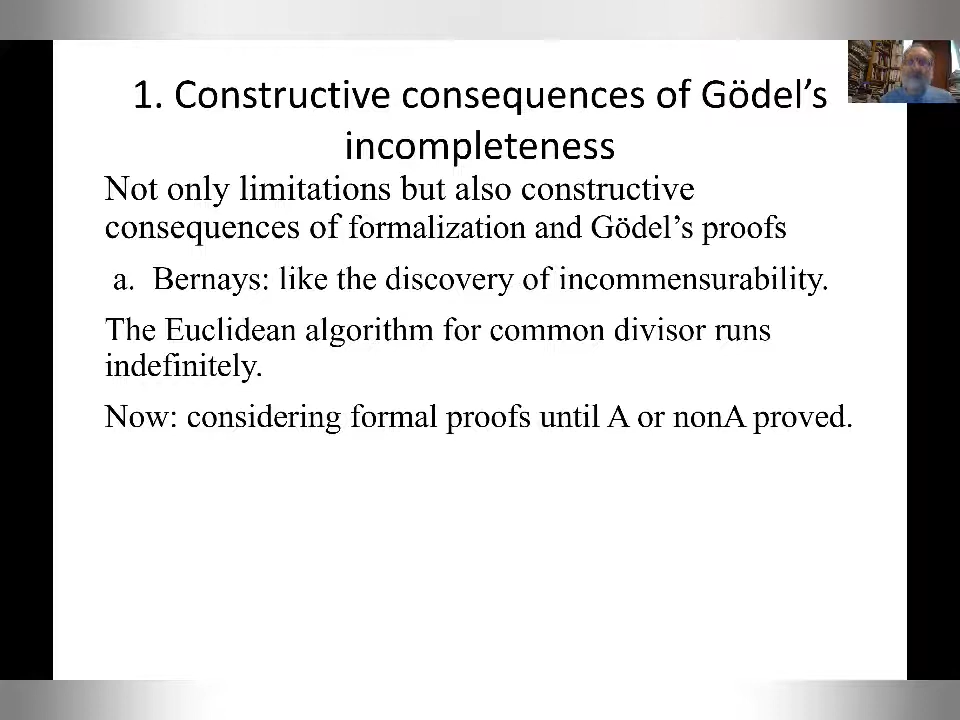 1. Constructive consequences of Gödel’s
incompleteness
Not only limitations but also constructive
consequences of formalization and Gödel’s proofs
a. Bernays: like the discovery of incommensurability.
The Euclidean algorithm for common divisor runs
indefinitely.
Now: considering formal proofs until A or nonA proved.